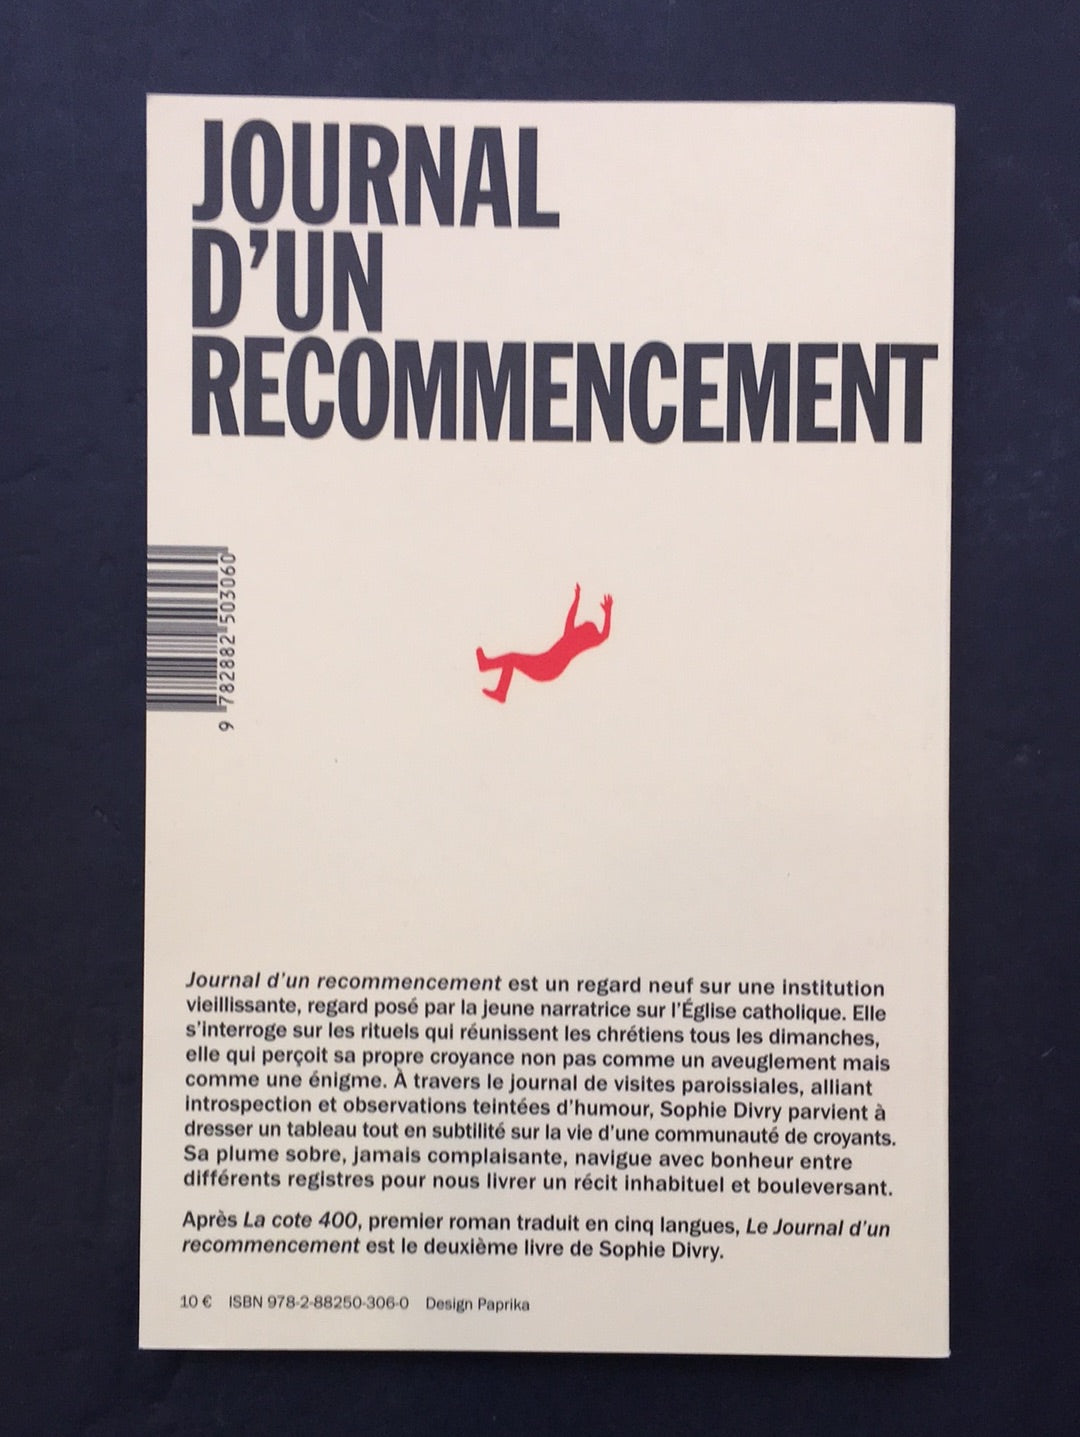 JOURNAL
D'UN
RECOMMENCEMENT
9 782882 503060
Journal d'un recommencement est un regard neuf sur une institution
vieillissante, regard posé par la jeune narratrice sur l'Église catholique. Elle
s'interroge sur les rituels qui réunissent les chrétiens tous les dimanches,
elle qui perçoit sa propre croyance non pas comme un aveuglement mais
comme une énigme. À travers le journal de visites paroissiales, alliant
introspection et observations teintées d'humour, Sophie Divry parvient à
dresser un tableau tout en subtilité sur la vie d'une communauté de croyants.
Sa plume sobre, jamais complaisante, navigue avec bonheur entre
différents registres pour nous livrer un récit inhabituel et bouleversant.
Après La cote 400, premier roman traduit en cinq langues, Le Journal d'un
recommencement est le deuxième livre de Sophie Divry.
10 € ISBN 978-2-88250-306-0 Design Paprika